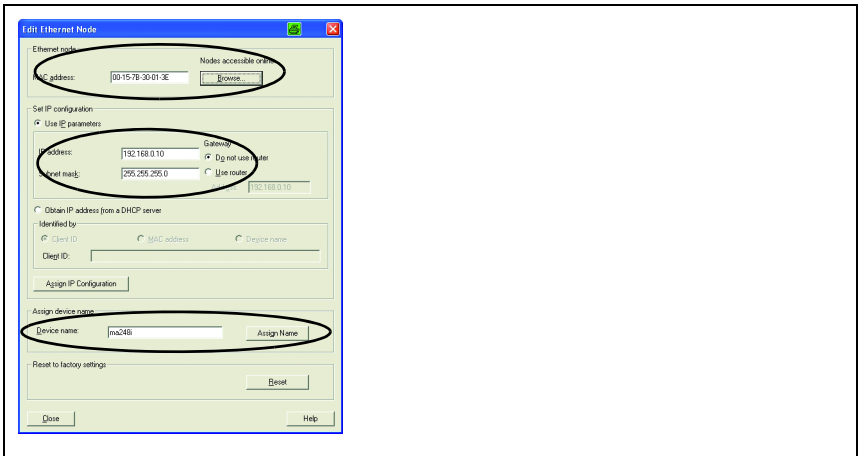 Edit Ethernet Node
Ethernet node
Nodes accessible online
MAC address: 00-15-7B-30-01-3E Browse...
Set IP configuration
Use IP parameters
Gateway
IP address: 192.168.0.10 Do not use router
Subnet mask: 255.255.255.0 Use router
Address: 192.168.0.10
Obtain IP address from a DHCP server
Identified by
Client ID MAC address Device name
Client ID:
Assign IP Configuration
Assign device name
Device name: ma248i Assign Name
Reset to factory settings
Reset
Close Help